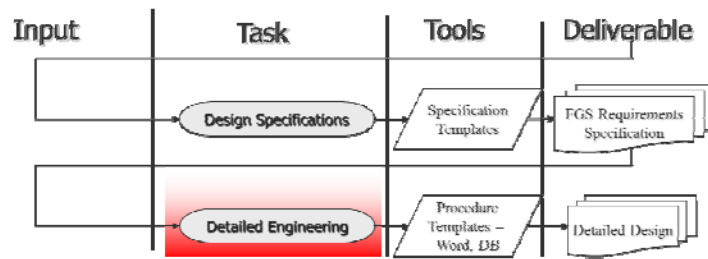 Input
Task
Tools
Deliverable
Design Specifications
Specification
Templates
FGS Requirements
Specification
Detailed Engineering
Procedure
Templates –
Word, DB
Detailed Design